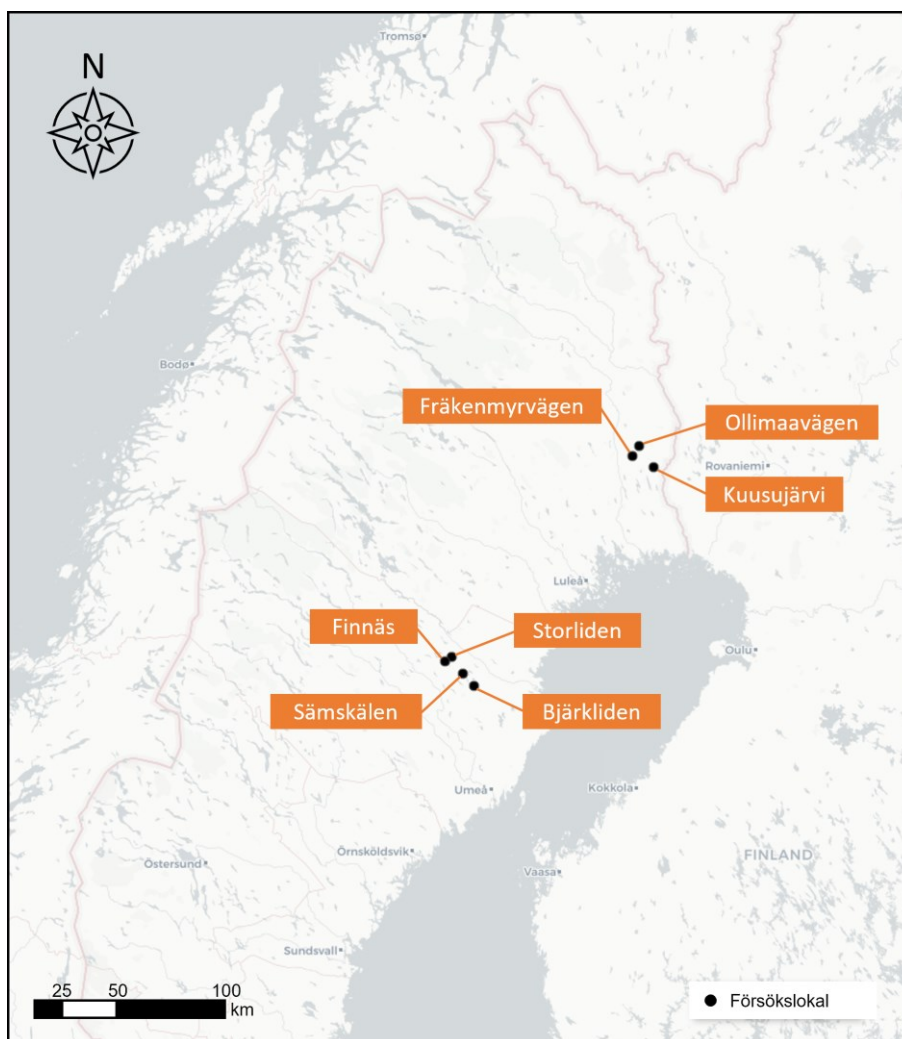 Tromsø
N
Bodø
Fräkenmyrvägen
Ollimaavägen
Rovaniemi
Kuusujärvi
Luleå
Finnäs
Storliden
Oulu
Sämskälen
Bjärkliden
Umeå
Kokkola
Örnsköldsvik
Östersund
FINLAND
Vaasa
Sundsvall
25 50 100
km
Försökslokal